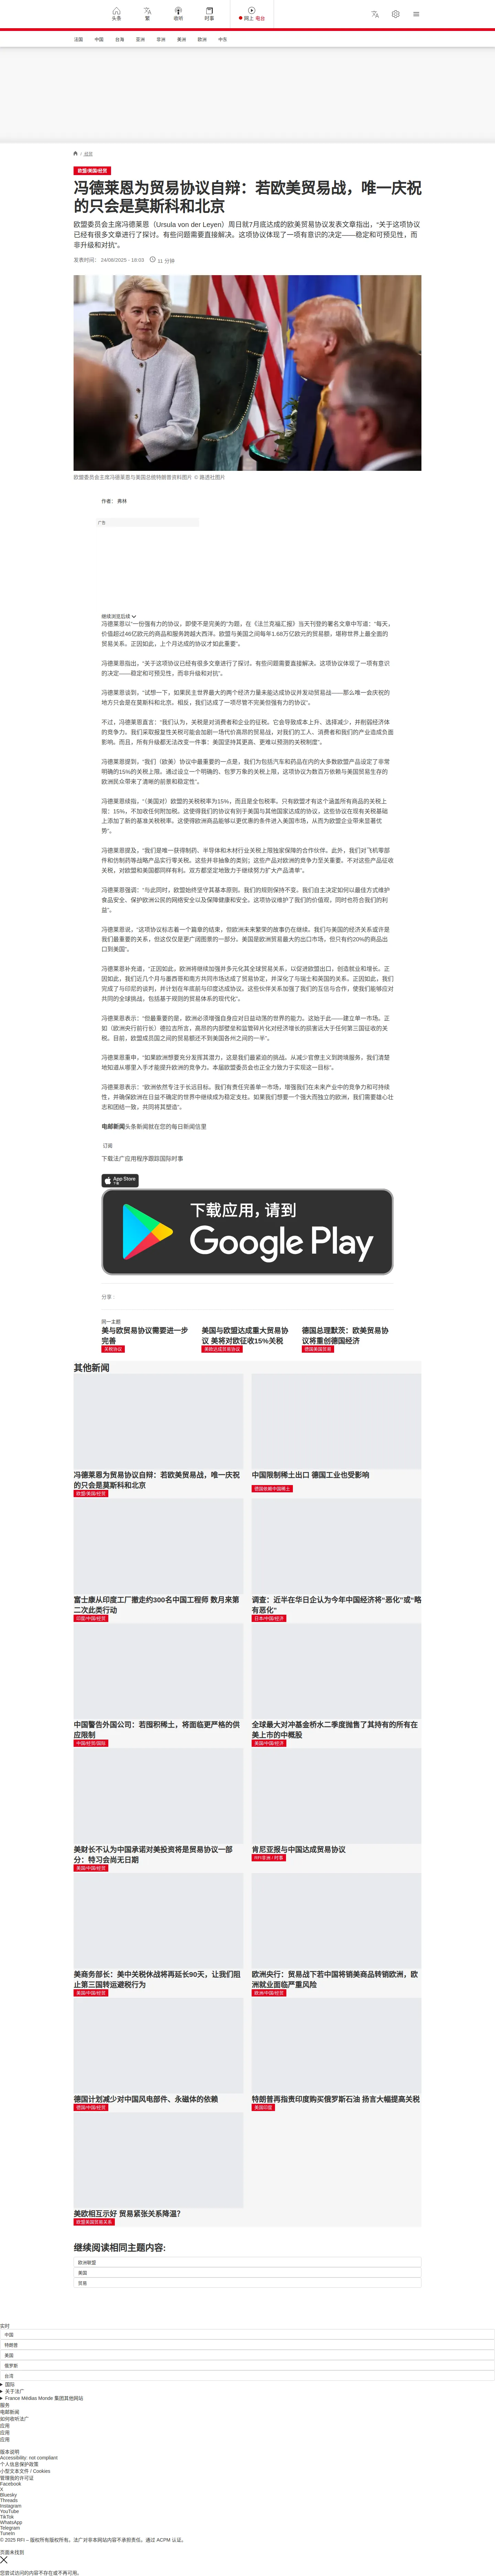 头条
繁
收听
时事
网上 电台
法国
中国
台海
亚洲
非洲
美洲
欧洲
中东
/ 经贸
欧盟/美国/经贸
冯德莱恩为贸易协议自辩：若欧美贸易战，唯一庆祝的只会是莫斯科和北京
欧盟委员会主席冯德莱恩（Ursula von der Leyen）周日就7月底达成的欧美贸易协议发表文章指出，“关于这项协议已经有很多文章进行了探讨。有些问题需要直接解决。这项协议体现了一项有意识的决定——稳定和可预见性，而非升级和对抗”。
发表时间： 24/08/2025 - 18:03
11 分钟
欧盟委员会主席冯德莱恩与美国总统特朗普资料图片 © 路透社图片
作者： 弗林
广告
继续浏览后续
冯德莱恩以“一份强有力的协议，即使不是完美的”为题，在《法兰克福汇报》当天刊登的署名文章中写道：“每天，价值超过46亿欧元的商品和服务跨越大西洋。欧盟与美国之间每年1.68万亿欧元的贸易额，堪称世界上最全面的贸易关系。正因如此，上个月达成的协议才如此重要”。
冯德莱恩指出，“关于这项协议已经有很多文章进行了探讨。有些问题需要直接解决。这项协议体现了一项有意识的决定——稳定和可预见性，而非升级和对抗”。
冯德莱恩谈到，“试想一下，如果民主世界最大的两个经济力量未能达成协议并发动贸易战——那么唯一会庆祝的地方只会是在莫斯科和北京。相反，我们达成了一项尽管不完美但强有力的协议”。
不过，冯德莱恩直言：“我们认为，关税是对消费者和企业的征税。它会导致成本上升、选择减少，并削弱经济体的竞争力。我们采取报复性关税可能会加剧一场代价高昂的贸易战，对我们的工人、消费者和我们的产业造成负面影响。而且，所有升级都无法改变一件事：美国坚持其更高、更难以预测的关税制度”。
冯德莱恩提到，“我订（欧美）协议中最重要的一点是，我们为包括汽车和药品在内的大多数欧盟产品设定了非常明确的15%的关税上限。通过设立一个明确的、包罗万象的关税上限，这项协议为数百万依赖与美国贸易生存的欧洲民众带来了清晰的前景和稳定性”。
冯德莱恩续指，“（美国对）欧盟的关税税率为15%，而且是全包税率。只有欧盟才有这个涵盖所有商品的关税上限：15%，不加收任何附加税。这使得我们的协议有别于美国与其他国家达成的协议，这些协议在现有关税基础上添加了新的基准关税税率。这使得欧洲商品能够以更优惠的条件进入美国市场，从而为欧盟企业带来显著优势”。
冯德莱恩提及，“我们是唯一获得制药、半导体和木材行业关税上限独家保障的合作伙伴。此外，我们对飞机零部件和仿制药等战略产品实行零关税。这些并非抽象的类别；这些产品对欧洲的竞争力至关重要。不对这些产品征收关税，对欧盟和美国都同样有利。双方都坚定地致力于继续努力扩大产品清单”。
冯德莱恩强调：“与此同时，欧盟始终坚守其基本原则。我们的规则保持不变。我们自主决定如何以最佳方式维护食品安全、保护欧洲公民的网络安全以及保障健康和安全。这项协议维护了我们的价值观，同时也符合我们的利益”。
冯德莱恩说，“这项协议标志着一个篇章的结束，但欧洲未来繁荣的故事仍在继续。我们与美国的经济关系或许是我们最重要的关系，但这仅仅是更广阔图景的一部分。美国是欧洲贸易最大的出口市场，但只有约20%的商品出口到美国”。
冯德莱恩补充道，“正因如此，欧洲将继续加强并多元化其全球贸易关系，以促进欧盟出口，创造就业和增长。正因如此，我们近几个月与墨西哥和南方共同市场达成了贸易协定，并深化了与瑞士和英国的关系。正因如此，我们完成了与印尼的谈判，并计划在年底前与印度达成协议。这些伙伴关系加强了我们的互信与合作，使我们能够应对共同的全球挑战，包括基于规则的贸易体系的现代化”。
冯德莱恩表示：“但最重要的是，欧洲必须增强自身应对日益动荡的世界的能力。这始于此——建立单一市场。正如（欧洲央行前行长）德拉吉所言，高昂的内部壁垒和监管碎片化对经济增长的损害远大于任何第三国征收的关税。目前，欧盟成员国之间的贸易额还不到美国各州之间的一半”。
冯德莱恩重申，“如果欧洲想要充分发挥其潜力，这是我们最紧迫的挑战。从减少官僚主义到跨境服务，我们清楚地知道从哪里入手才能提升欧洲的竞争力。本届欧盟委员会也正全力致力于实现这一目标”。
冯德莱恩表示：“欧洲依然专注于长远目标。我们有责任完善单一市场，增强我们在未来产业中的竞争力和可持续性，并确保欧洲在日益不确定的世界中继续成为稳定支柱。如果我们想要一个强大而独立的欧洲，我们需要雄心壮志和团结一致，共同将其塑造”。
电邮新闻头条新闻就在您的每日新闻信里
订阅
下载法广应用程序跟踪国际时事
App Store
下载
下载应用，请到
Google Play
分享 :
同一主题
美与欧贸易协议需要进一步完善
关税协议
美国与欧盟达成重大贸易协议 美将对欧征收15%关税
美欧达成贸易协议
德国总理默茨：欧美贸易协议将重创德国经济
德国美国贸易
其他新闻
冯德莱恩为贸易协议自辩：若欧美贸易战，唯一庆祝的只会是莫斯科和北京
欧盟/美国/经贸
中国限制稀土出口 德国工业也受影响
德国依赖中国稀土
富士康从印度工厂撤走约300名中国工程师 数月来第二次此类行动
印度/中国/经贸
调查：近半在华日企认为今年中国经济将“恶化”或“略有恶化”
日本/中国/经济
中国警告外国公司：若囤积稀土，将面临更严格的供应限制
中国/经贸/国际
全球最大对冲基金桥水二季度抛售了其持有的所有在美上市的中概股
美国/中国/经济
美财长不认为中国承诺对美投资将是贸易协议一部分：特习会尚无日期
美国/中国/经贸
肯尼亚报与中国达成贸易协议
RFI非洲 / 时事
美商务部长：美中关税休战将再延长90天，让我们阻止第三国转运避税行为
美国/中国/经贸
欧洲央行：贸易战下若中国将销美商品转销欧洲，欧洲就业面临严重风险
欧洲/中国/经贸
德国计划减少对中国风电部件、永磁体的依赖
德国/中国/经贸
特朗普再指责印度购买俄罗斯石油 扬言大幅提高关税
美国印度
美欧相互示好 贸易紧张关系降温?
欧盟美国贸易关系
继续阅读相同主题内容:
欧洲联盟
美国
贸易
实时
中国
特朗普
美国
俄罗斯
台湾
国际
关于法广
France Médias Monde 集团其他网站
服务
电邮新闻
如何收听法广
应用
应用
应用
版本说明
Accessibility: not compliant
个人信息保护政策
小型文本文件 / Cookies
管理我的许可证
Facebook
X
Bluesky
Threads
Instagram
YouTube
TikTok
WhatsApp
Telegram
TuneIn
© 2025 RFI – 版权所有版权所有。法广对非本网站内容不承担责任。通过 ACPM 认证。
页面未找到
您尝试访问的内容不存在或不再可用。